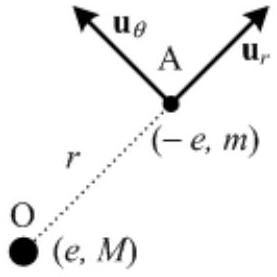 u_θ
A
u_r
(– e, m)
r
O
(e, M)